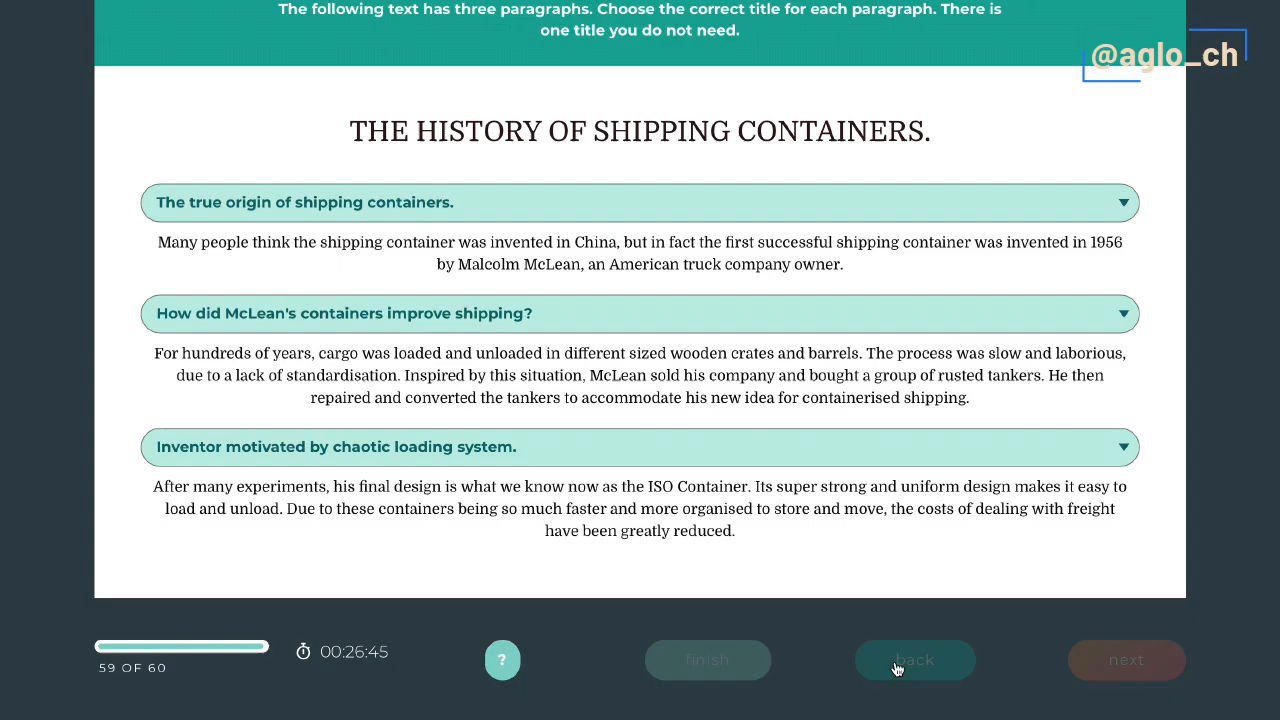 The following text has three paragraphs. Choose the correct title for each paragraph. There is
one title you do not need.
@aglo_ch
THE HISTORY OF SHIPPING CONTAINERS.
The true origin of shipping containers.
Many people think the shipping container was invented in China, but in fact the first successful shipping container was invented in 1956
by Malcolm McLean, an American truck company owner.
How did McLean's containers improve shipping?
For hundreds of years, cargo was loaded and unloaded in different sized wooden crates and barrels. The process was slow and laborious,
due to a lack of standardisation. Inspired by this situation, McLean sold his company and bought a group of rusted tankers. He then
repaired and converted the tankers to accommodate his new idea for containerised shipping.
Inventor motivated by chaotic loading system.
After many experiments, his final design is what we know now as the ISO Container. Its super strong and uniform design makes it easy to
load and unload. Due to these containers being so much faster and more organised to store and move, the costs of dealing with freight
have been greatly reduced.
59 OF 60
00:26:45
?
finish
back
next